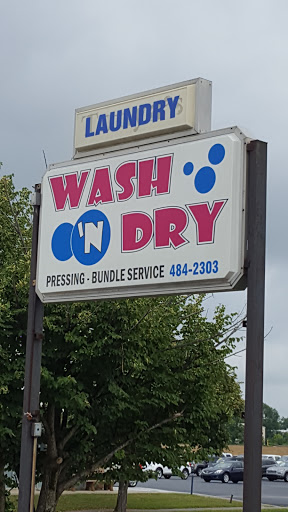 LAUNDRY
WASH
'N DRY
PRESSING - BUNDLE SERVICE 484-2303